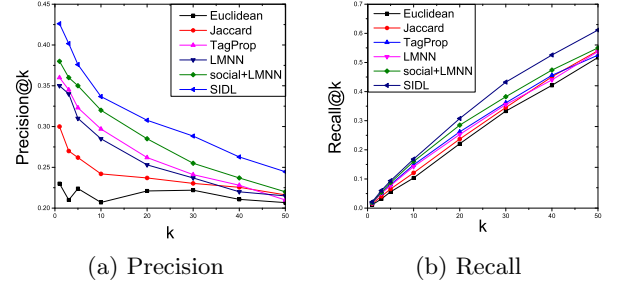 0.45
0.40
0.35
0.30
0.25
0.20
Precision@k
0 10 20 30 40 50
k
Euclidean
Jaccard
TagProp
LMNN
social+LMNN
SIDL
(a) Precision
0.7
0.6
0.5
0.4
0.3
0.2
0.1
0.0
Recall@k
10 20 30 40 50
k
Euclidean
Jaccard
TagProp
LMNN
social+LMNN
SIDL
(b) Recall